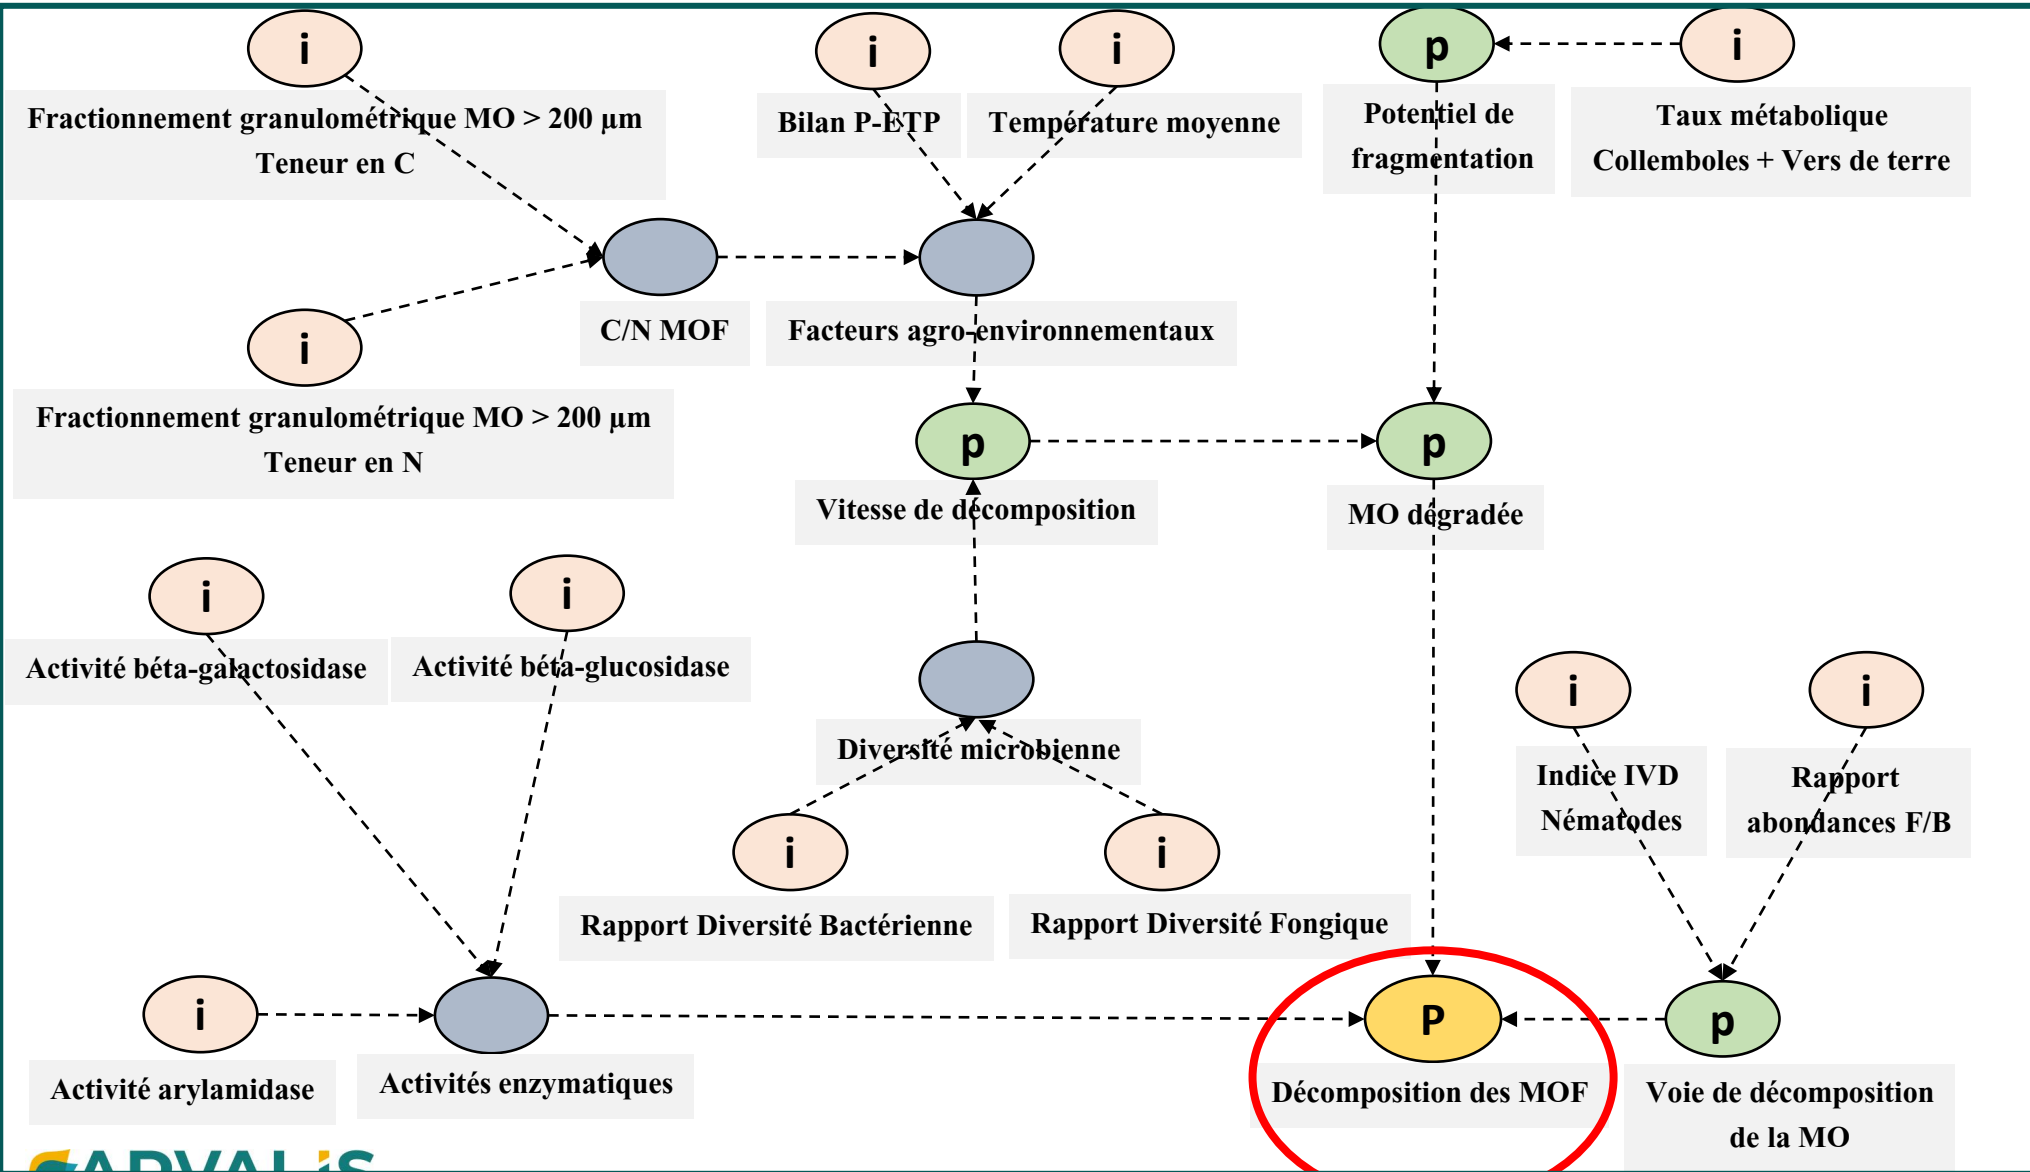 i
i
i
p
i
Fractionnement granulométrique MO > 200 µm
Teneur en C
Bilan P-ETP
Température moyenne
Potentiel de
fragmentation
Taux métabolique
Collemboles + Vers de terre
i
C/N MOF
Facteurs agro-environnementaux
Fractionnement granulométrique MO > 200 µm
Teneur en N
p
p
Vitesse de décomposition
MO dégradée
i
i
Activité béta-galactosidase
Activité béta-glucosidase
i
i
Diversité microbienne
Indice IVD
Nématodes
Rapport
abondances F/B
i
i
Rapport Diversité Bactérienne
Rapport Diversité Fongique
i
P
p
Activité arylamidase
Activités enzymatiques
Décomposition des MOF
Voie de décomposition
de la MO
ARVALIS